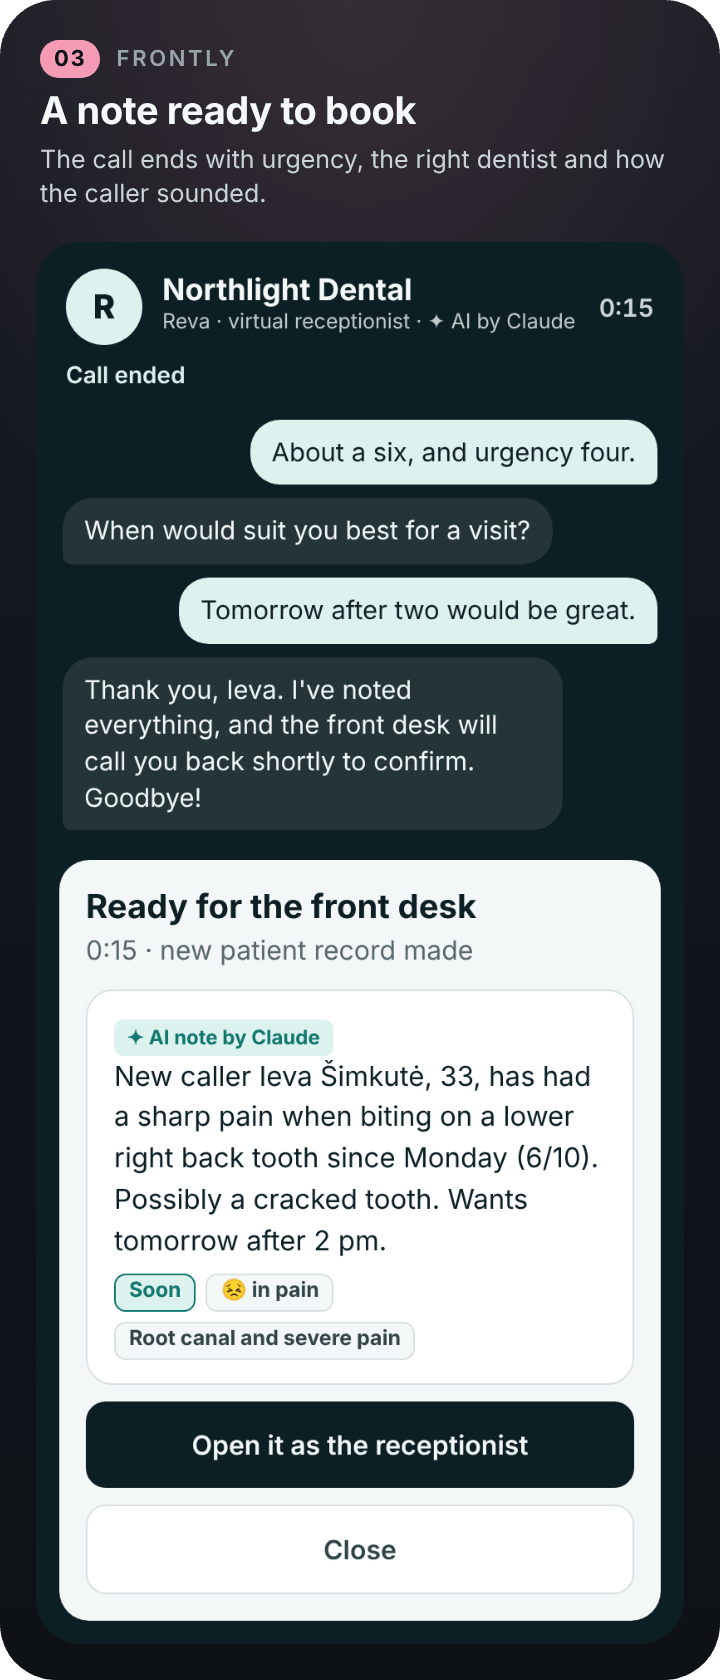 03 FRONTLY
A note ready to book
The call ends with urgency, the right dentist and how
the caller sounded.
R
Northlight Dental
Reva · virtual receptionist · ✦ AI by Claude
0:15
Call ended
About a six, and urgency four.
When would suit you best for a visit?
Tomorrow after two would be great.
Thank you, Ieva. I've noted
everything, and the front desk will
call you back shortly to confirm.
Goodbye!
Ready for the front desk
0:15 · new patient record made
✦ AI note by Claude
New caller Ieva Šimkutė, 33, has had
a sharp pain when biting on a lower
right back tooth since Monday (6/10).
Possibly a cracked tooth. Wants
tomorrow after 2 pm.
Soon 😣 in pain
Root canal and severe pain
Open it as the receptionist
Close